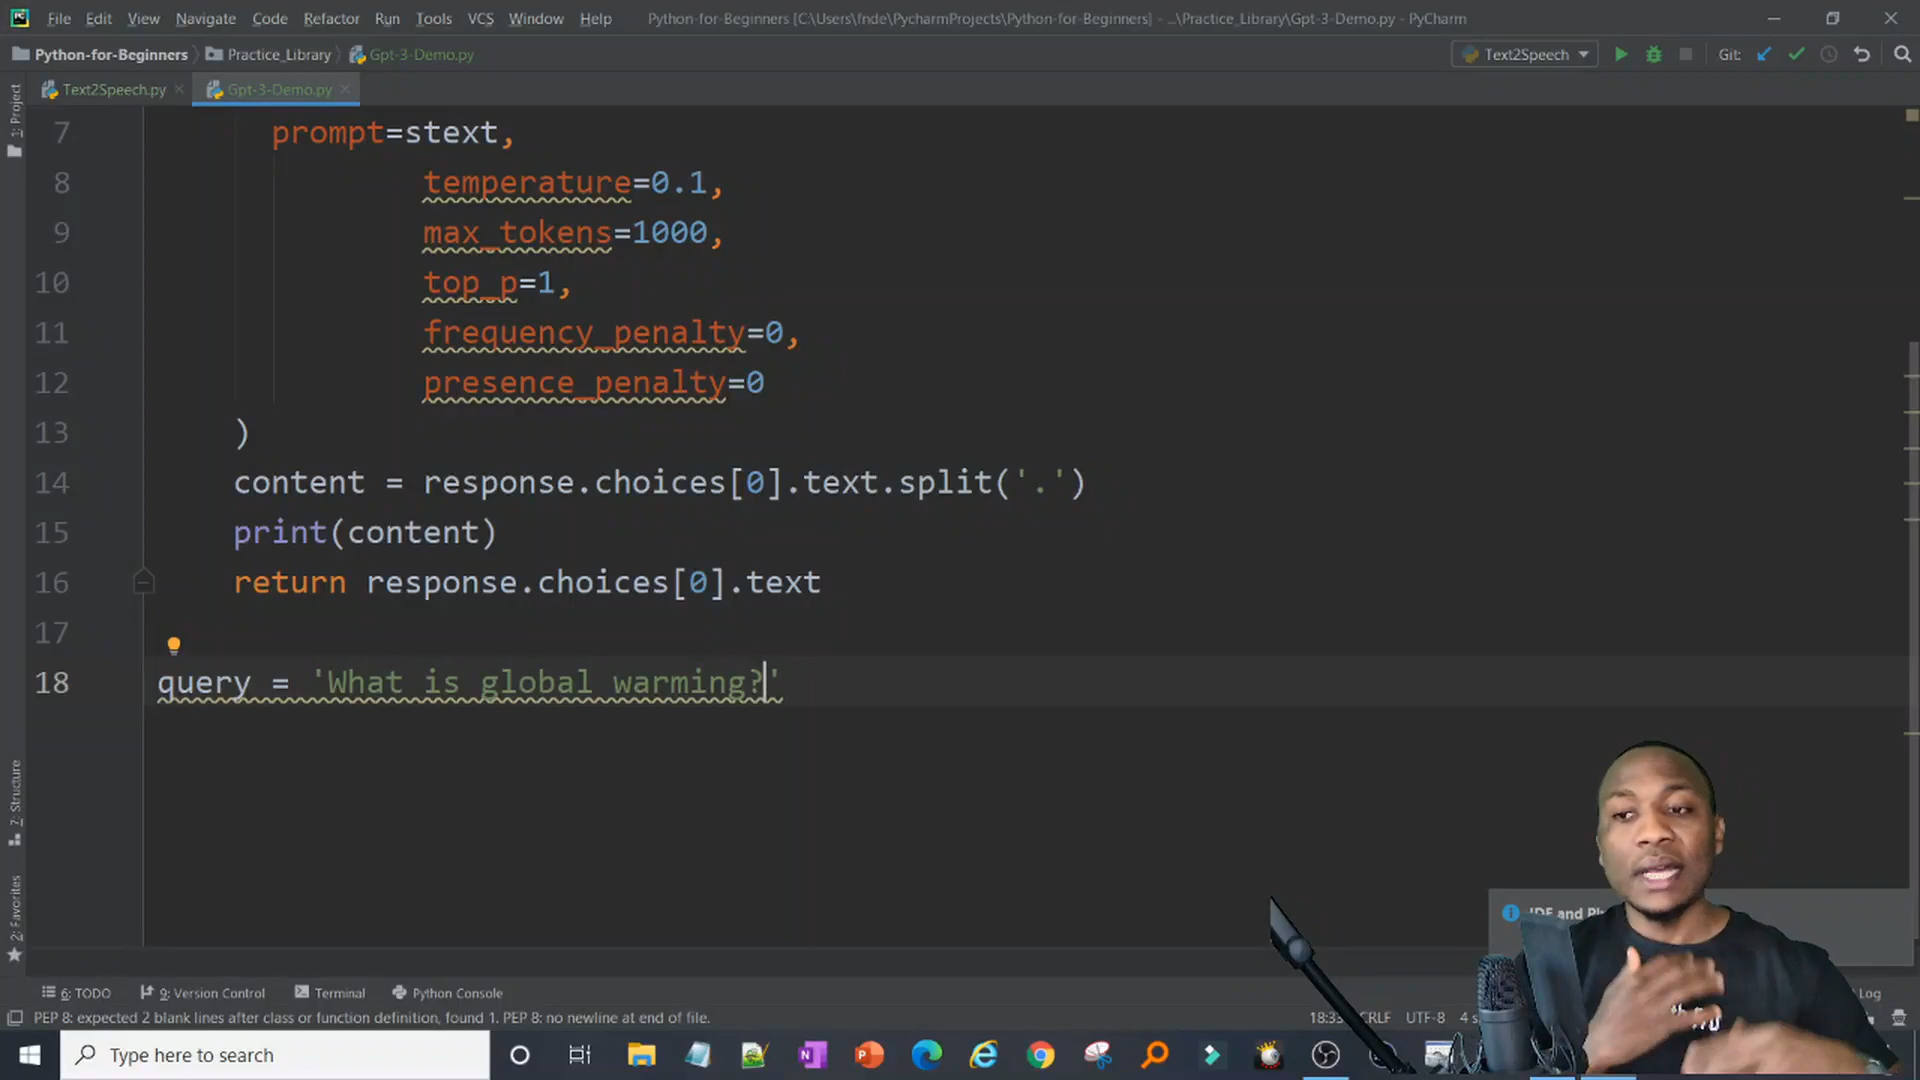 File Edit View Navigate Code Refactor Run Tools VCS Window Help Python-for-Beginners [C:\Users\fnde\PycharmProjects\Python-for-Beginners] - ...\Practice_Library\Gpt-3-Demo.py - PyCharm
Python-for-Beginners Practice_Library Gpt-3-Demo.py Text2Speech Git:
Text2Speech.py Gpt-3-Demo.py
1: Project
7 prompt=stext,
8 temperature=0.1,
9 max_tokens=1000,
10 top_p=1,
11 frequency_penalty=0,
12 presence_penalty=0
13 )
14 content = response.choices[0].text.split('.')
15 print(content)
16 return response.choices[0].text
17
18 query = 'What is global warming?'
7: Structure
2: Favorites
IDE and
6: TODO 9: Version Control Terminal Python Console Log
PEP 8: expected 2 blank lines after class or function definition, found 1. PEP 8: no newline at end of file. 18:33 CRLF UTF-8 4
Type here to search